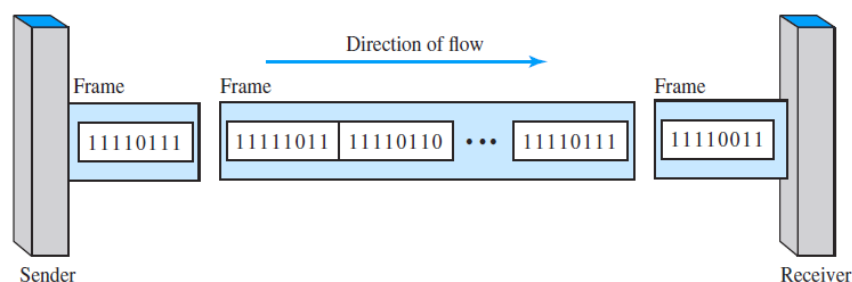 Direction of flow
Frame
Frame
Frame
11110111
11111011 11110110 ••• 11110111
11110011
Sender
Receiver